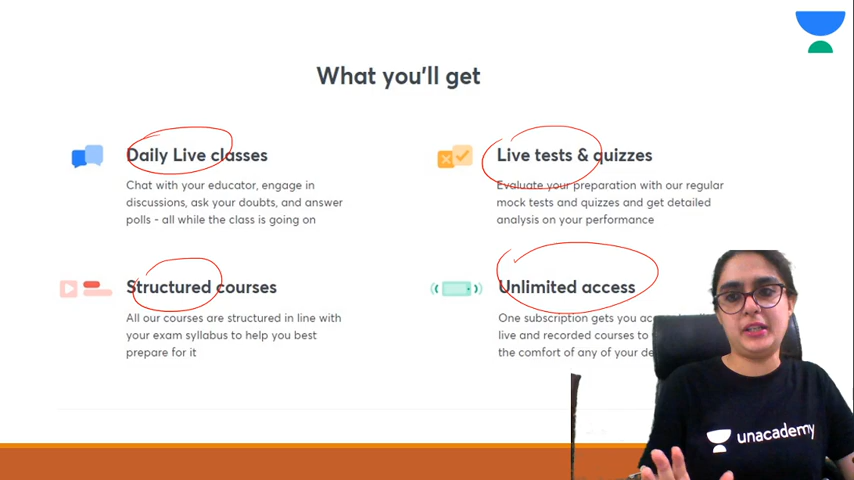 What you'll get
Daily Live classes
Chat with your educator, engage in
discussions, ask your doubts, and answer
polls - all while the class is going on
Live tests & quizzes
Evaluate your preparation with our regular
mock tests and quizzes and get detailed
analysis on your performance
Structured courses
All our courses are structured in line with
your exam syllabus to help you best
prepare for it
Unlimited access
One subscription gets you
live and recorded courses to
the comfort of any of your
unacademy